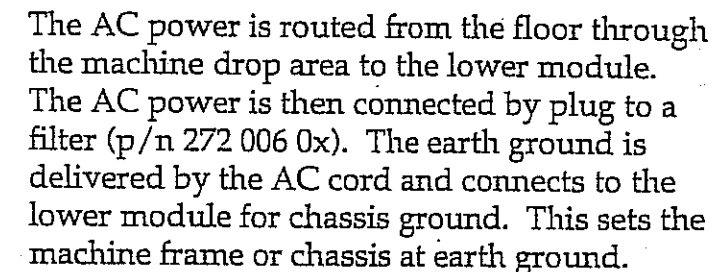 The AC power is routed from the floor through
the machine drop area to the lower module.
The AC power is then connected by plug to a
filter (p/n 272 006 0x).  The earth ground is
delivered by the AC cord and connects to the
lower module for chassis ground.  This sets the
machine frame or chassis at earth ground.